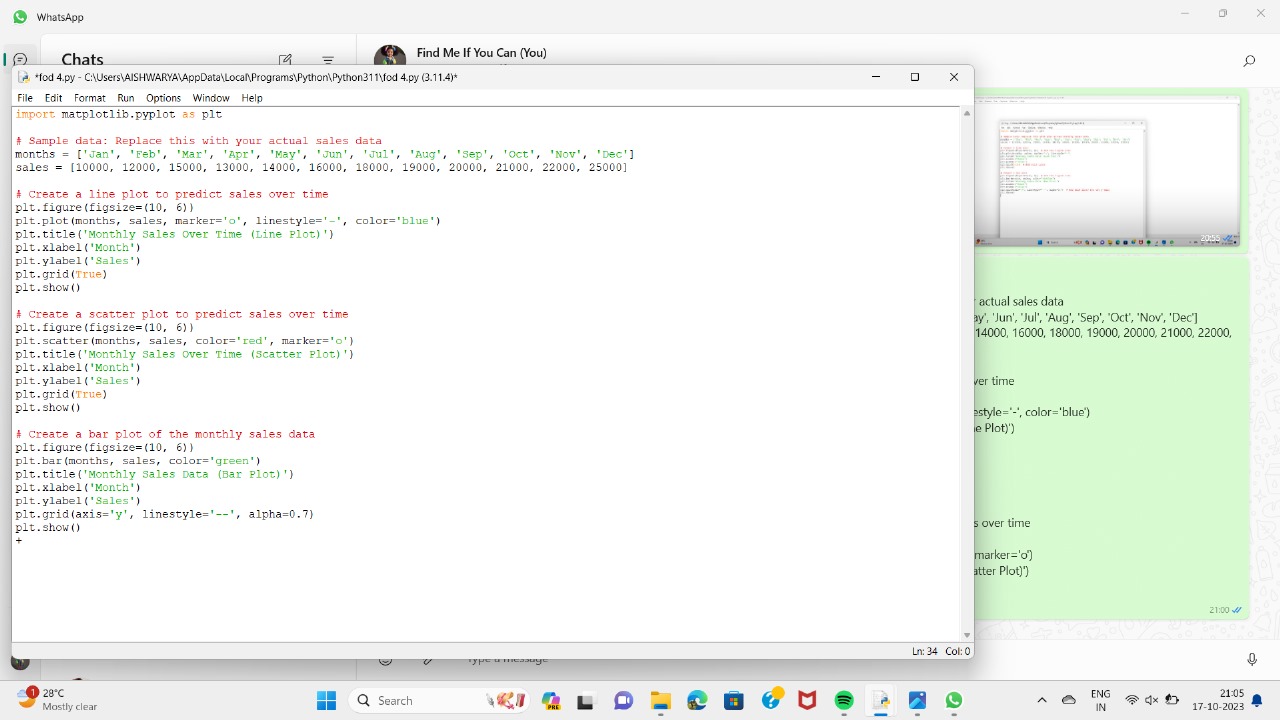 WhatsApp
Chats
Find Me If You Can (You)
*fod 4.py - C:\Users\AISHWARYA\AppData\Local\Programs\Python\Python311\fod 4.py (3.11.4)*
File Edit Format Run Options Window Help
import matplotlib.pyplot as plt
# Sample data: Replace this with your actual sales data
months = ['Jan', 'Feb', 'Mar', 'Apr', 'May', 'Jun', 'Jul', 'Aug', 'Sep', 'Oct', 'Nov', 'Dec']
sales = [10000, 12000, 15000, 13000, 14000, 16000, 18000, 19000, 20000, 21000, 22000, 23000]
# Create a line plot to predict sales over time
plt.figure(figsize=(10, 6))
plt.plot(months, sales, marker='o', linestyle='-', color='blue')
plt.title('Monthly Sales Over Time (Line Plot)')
plt.xlabel('Month')
plt.ylabel('Sales')
plt.grid(True)
plt.show()
# Create a scatter plot to predict sales over time
plt.figure(figsize=(10, 6))
plt.scatter(months, sales, color='red', marker='o')
plt.title('Monthly Sales Over Time (Scatter Plot)')
plt.xlabel('Month')
plt.ylabel('Sales')
plt.grid(True)
plt.show()
# Create a bar plot of the monthly sales data
plt.figure(figsize=(10, 6))
plt.bar(months, sales, color='green')
plt.title('Monthly Sales Data (Bar Plot)')
plt.xlabel('Month')
plt.ylabel('Sales')
plt.grid(axis='y', linestyle='--', alpha=0.7)
plt.show()
+
Ln: 34 Col: 0
20:55
actual sales data
ay', 'Jun', 'Jul', 'Aug', 'Sep', 'Oct', 'Nov', 'Dec']
14000, 16000, 18000, 19000, 20000, 21000, 22000,
ver time
estyle='-', color='blue')
e Plot)')
s over time
marker='o')
atter Plot)')
21:00
Type a message
1
28°C
Mostly clear
Search
ENG
IN
21:05
17-10-2023